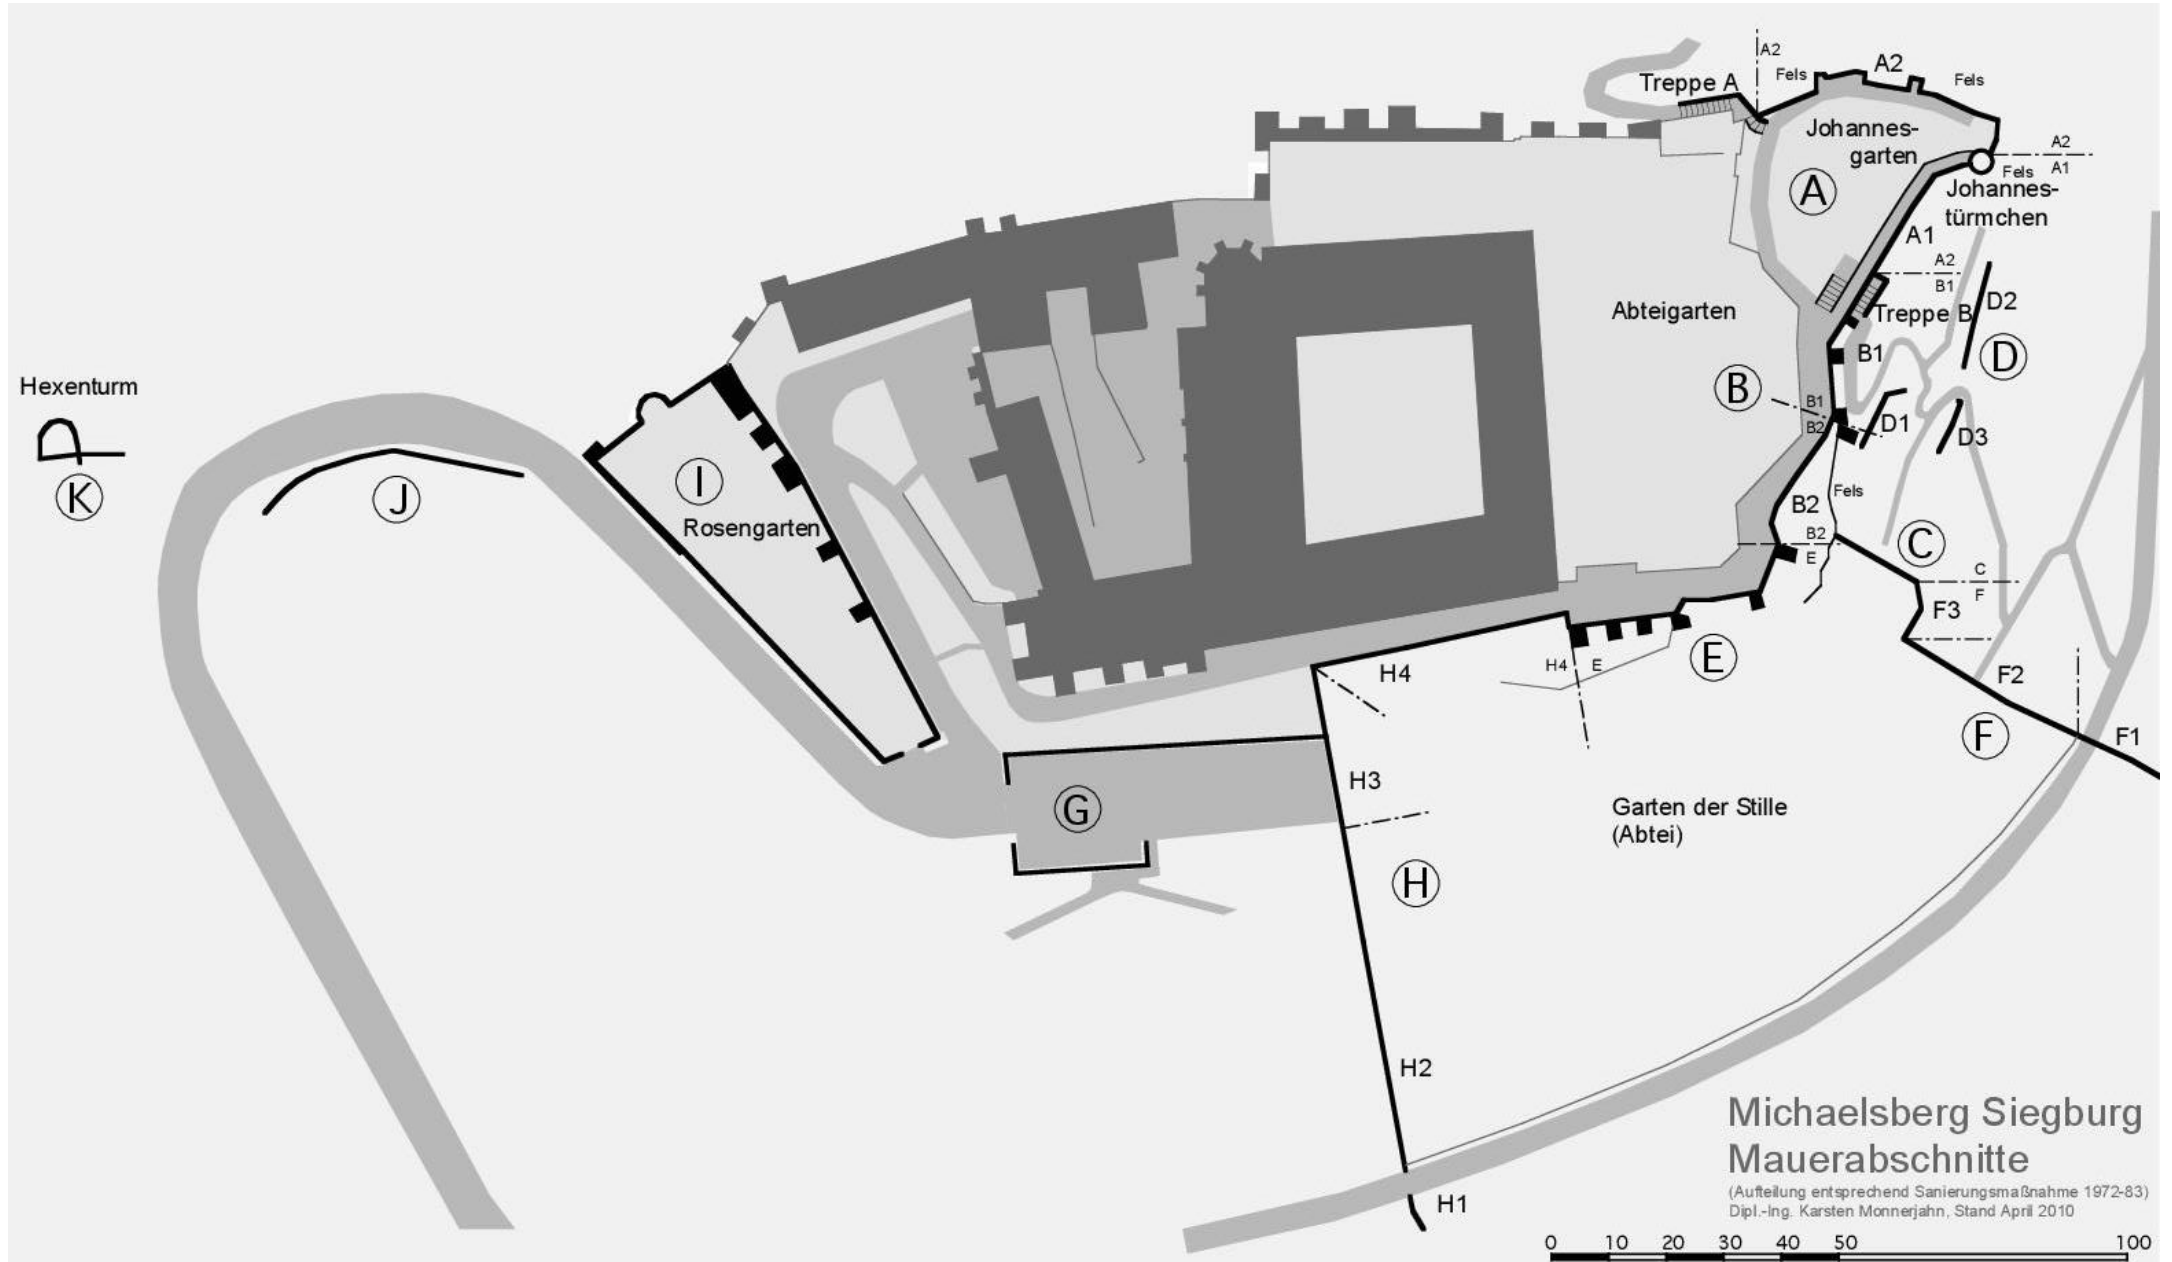 A2
Fels
A2
Fels
Treppe A
Johannes-
garten
A
A2
A1
Fels
Johannes-
türmchen
A1
A2
B1
Treppe B
D2
D
Abteigarten
B1
B
B1
B2
D1
D3
Fels
B2
B2
E
C
C
F
F3
Hexenturm
K
J
I
Rosengarten
H4
H4
E
E
F2
F
F1
H3
G
Garten der Stille
(Abtei)
H
H2
H1
Michaelsberg Siegburg
Mauerabschnitte
(Aufteilung entsprechend Sanierungsmaßnahme 1972-83)
Dipl.-Ing. Karsten Monnerjahn, Stand April 2010
0 10 20 30 40 50 100